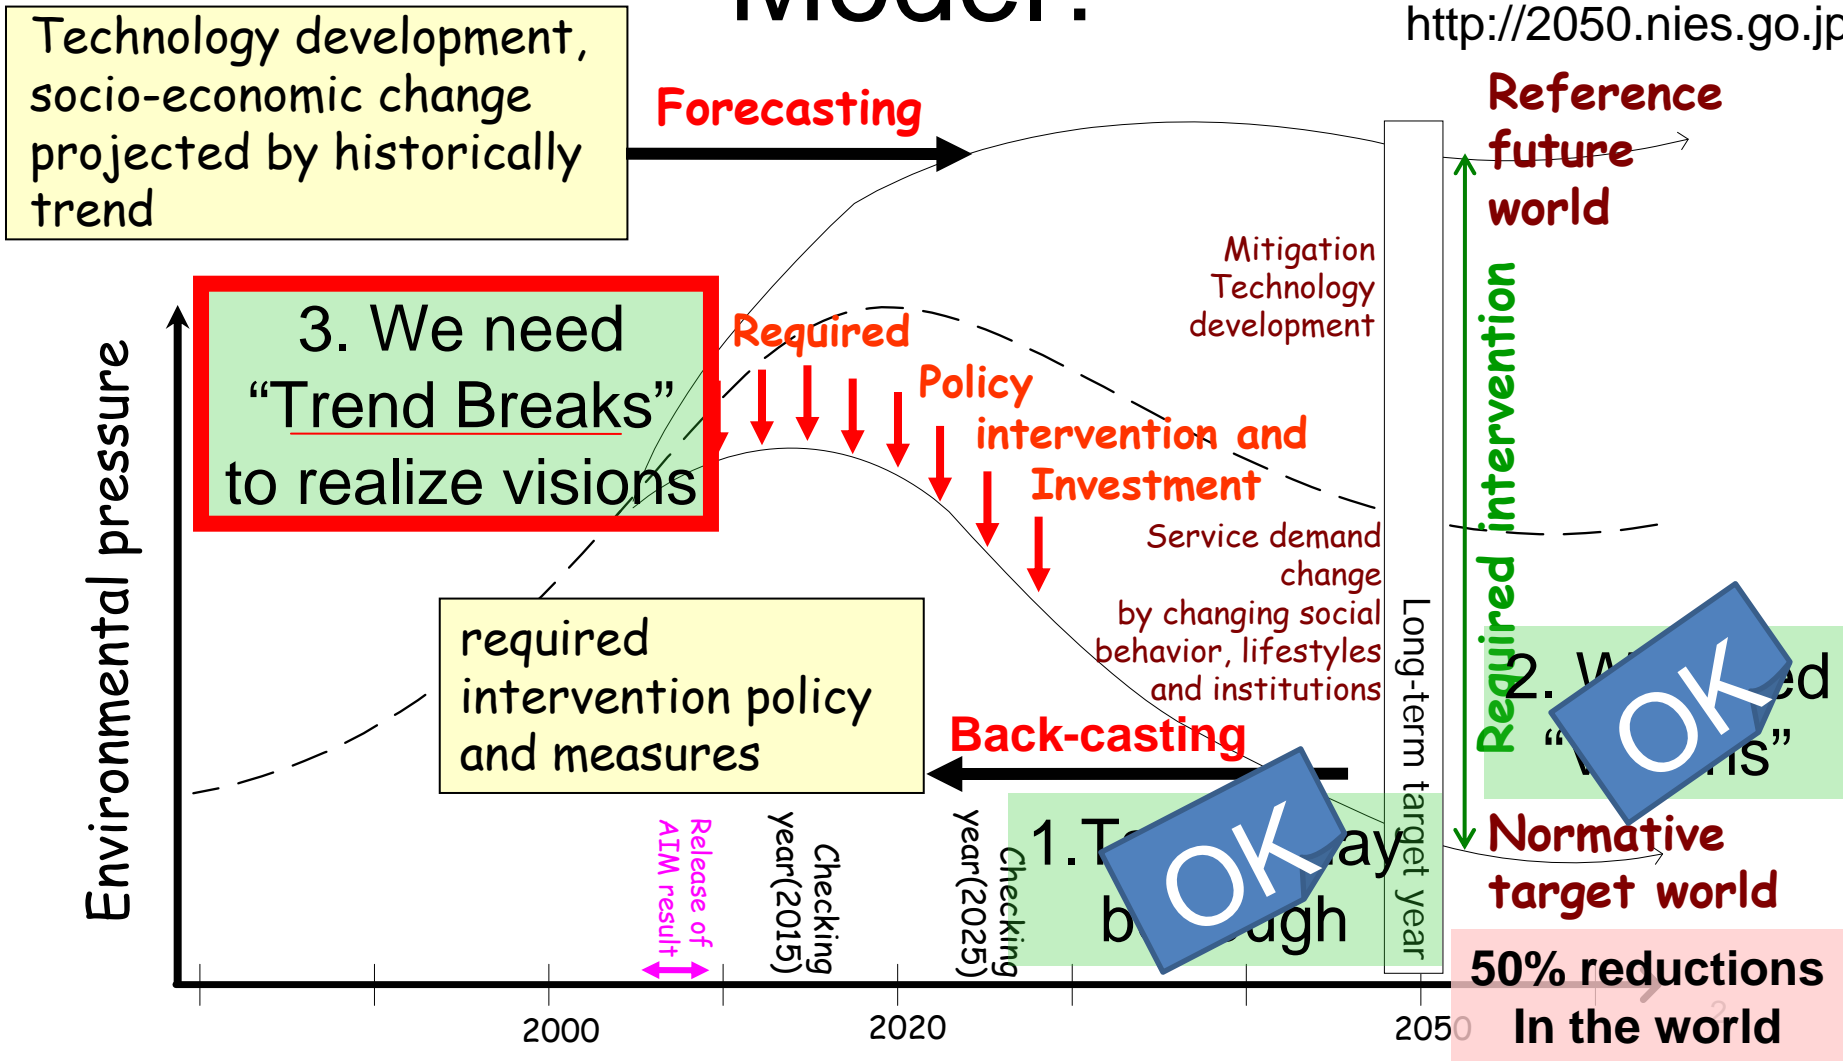 Model?
http://2050.nies.go.jp
Technology development,
socio-economic change
projected by historically
trend
Forecasting
Reference
future
world
Mitigation
Technology
development
3. We need
“Trend Breaks”
to realize visions
Required
Policy
intervention and
Investment
Environmental pressure
Required intervention
Service demand
change
by changing social
behavior, lifestyles
and institutions
required
intervention policy
and measures
Back-casting
Long-term target year
2.
OK
1.
OK
Normative
target world
Release of
AIM result
Checking
year(2015)
Checking
year(2025)
50% reductions
In the world
2
2000
2020
2050